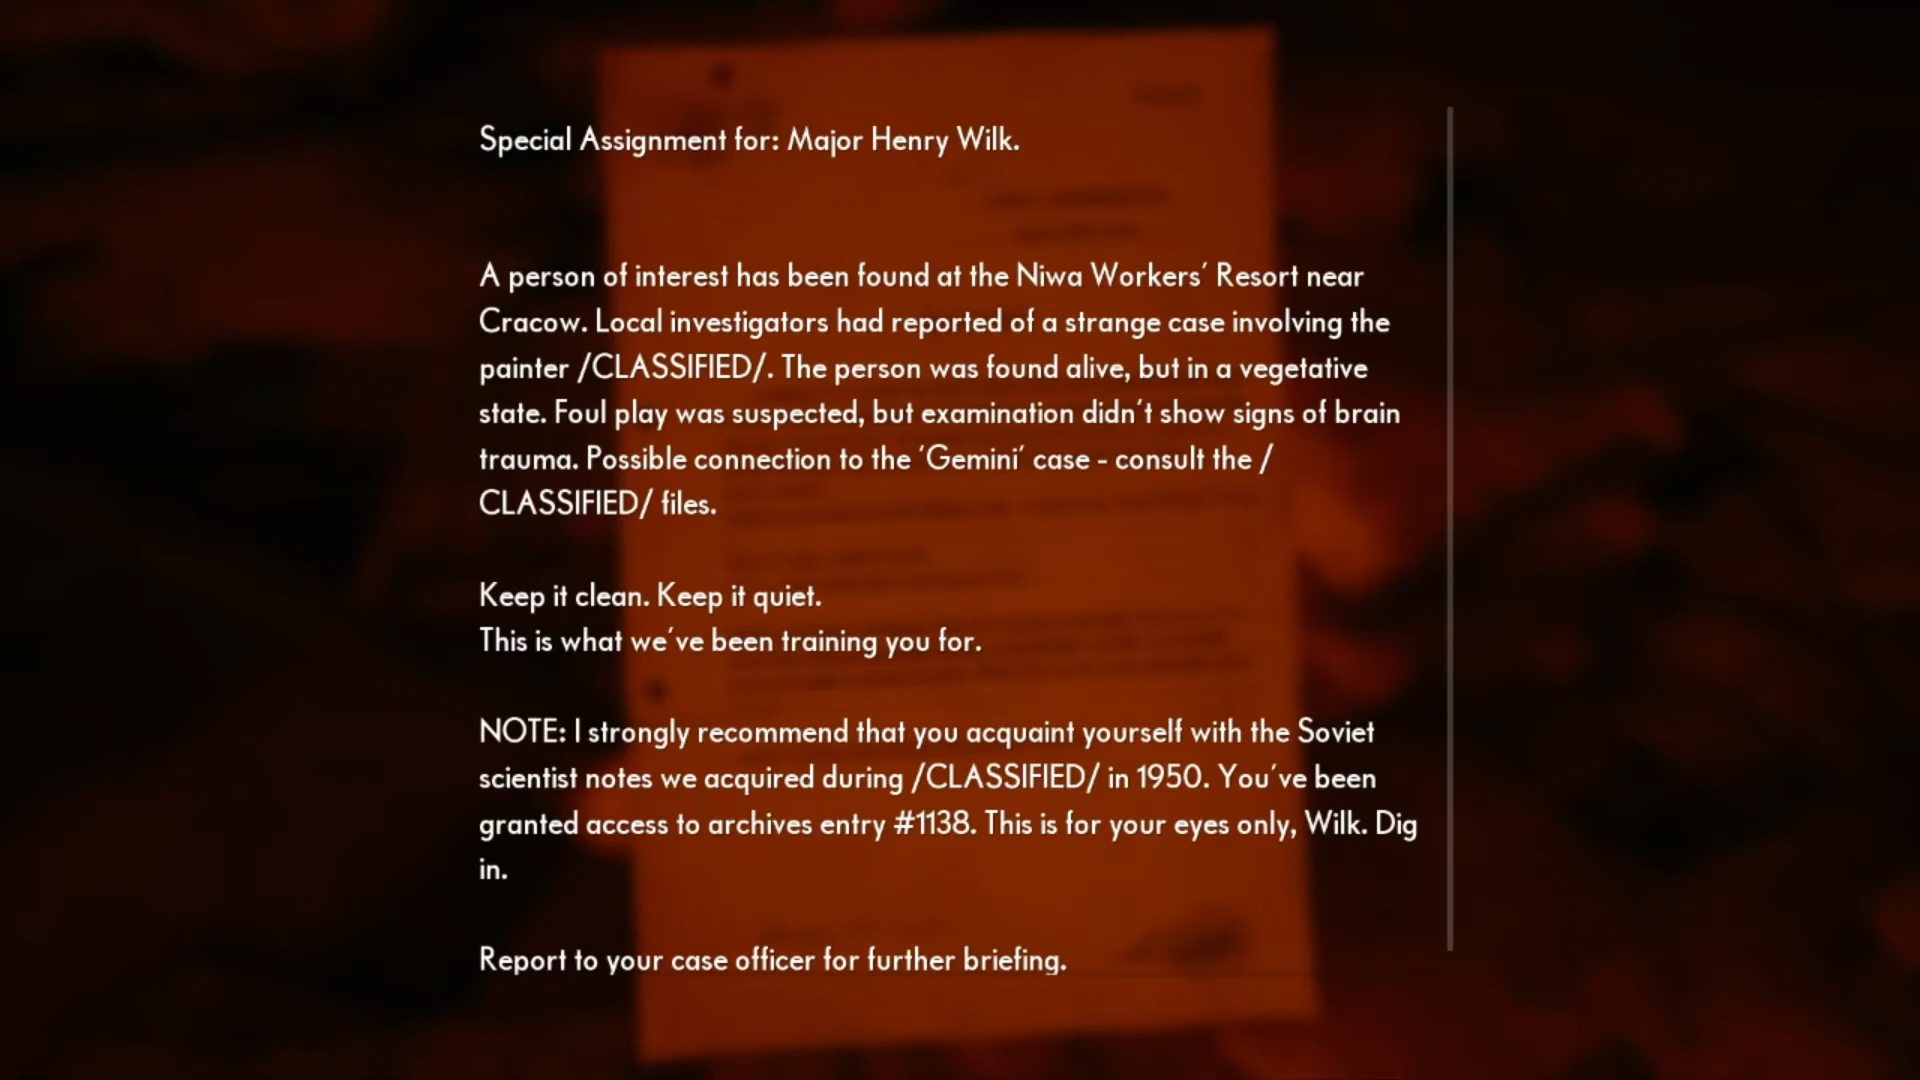 Special Assignment for: Major Henry Wilk.
A person of interest has been found at the Niwa Workers´ Resort near
Cracow. Local investigators had reported of a strange case involving the
painter /CLASSIFIED/. The person was found alive, but in a vegetative
state. Foul play was suspected, but examination didn´t show signs of brain
trauma. Possible connection to the ´Gemini´ case - consult the /
CLASSIFIED/ files.
Keep it clean. Keep it quiet.
This is what we´ve been training you for.
NOTE: I strongly recommend that you acquaint yourself with the Soviet
scientist notes we acquired during /CLASSIFIED/ in 1950. You´ve been
granted access to archives entry #1138. This is for your eyes only, Wilk. Dig
in.
Report to your case officer for further briefing.